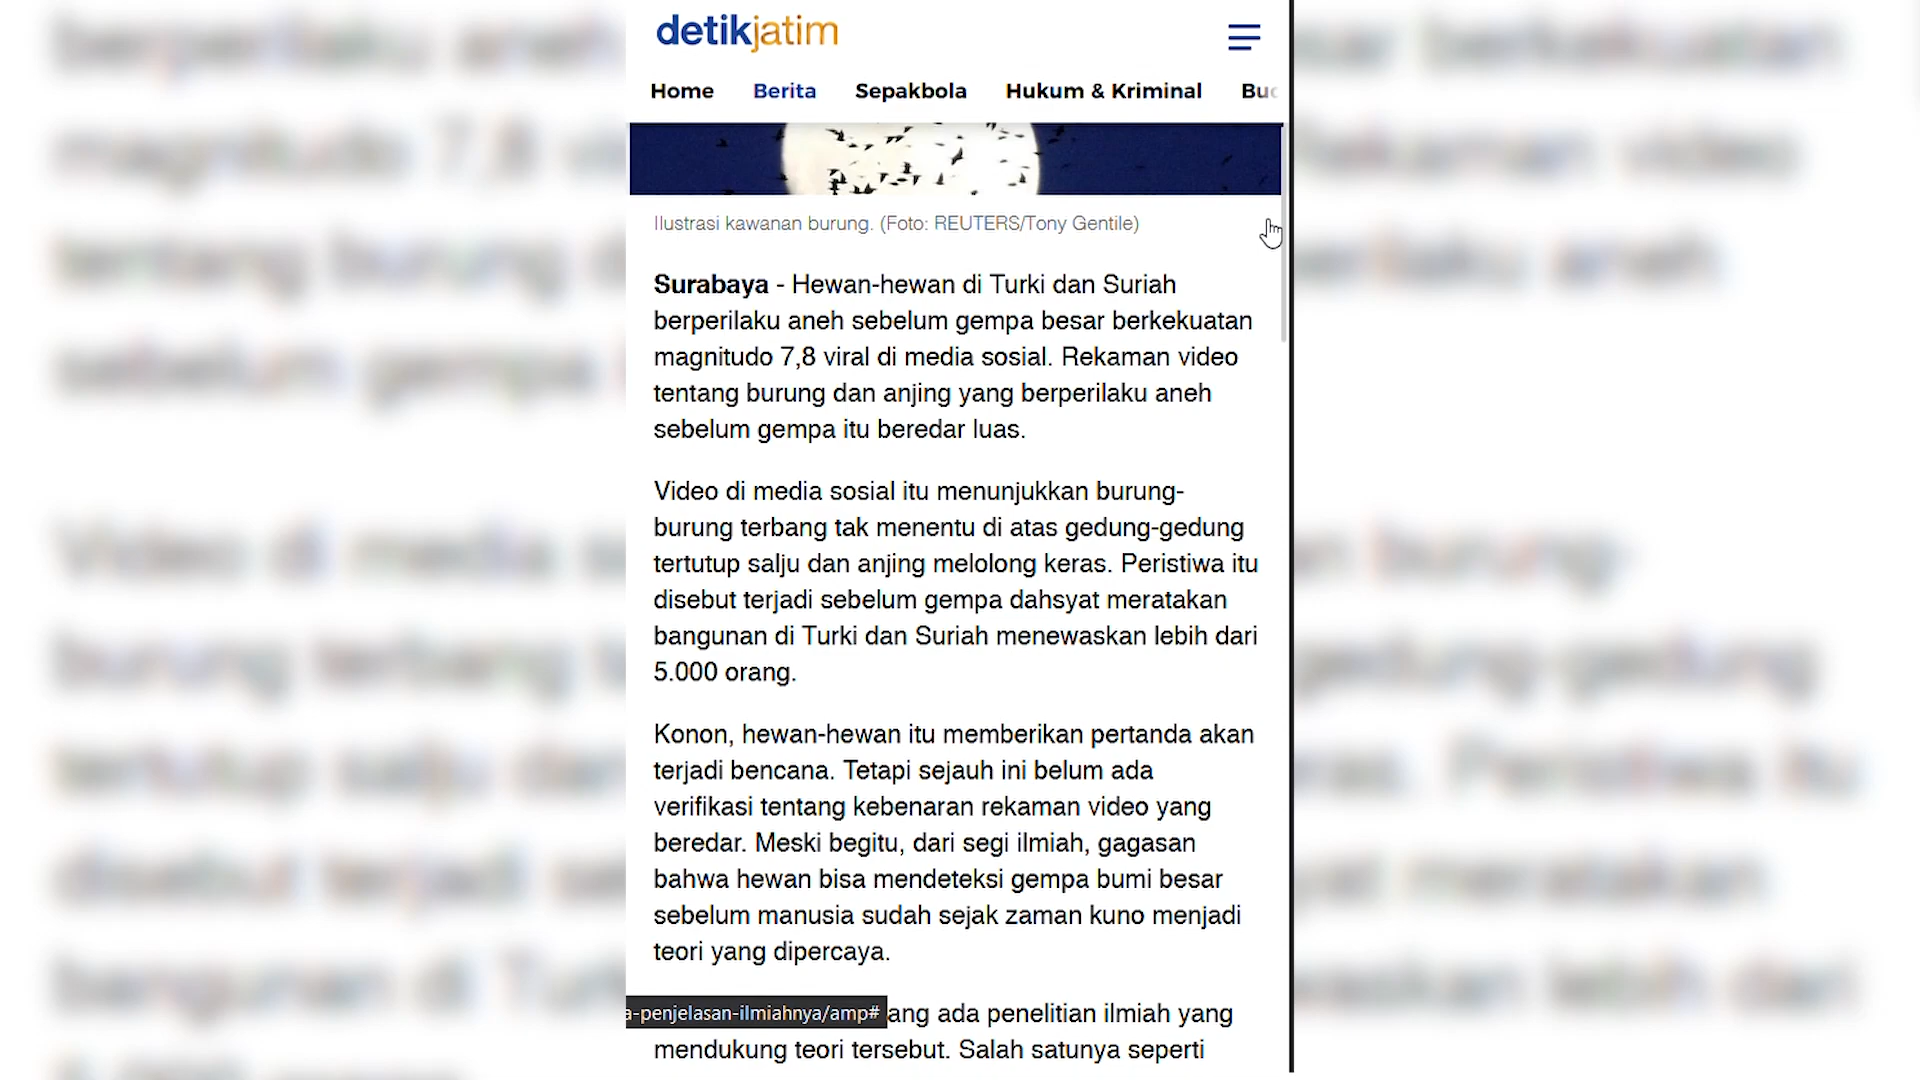 detikjatim
Home Berita Sepakbola Hukum & Kriminal
Ilustrasi kawanan burung. (Foto: REUTERS/Tony Gentile)
Surabaya - Hewan-hewan di Turki dan Suriah
berperilaku aneh sebelum gempa besar berkekuatan
magnitudo 7,8 viral di media sosial. Rekaman video
tentang burung dan anjing yang berperilaku aneh
sebelum gempa itu beredar luas.
Video di media sosial itu menunjukkan burung-
burung terbang tak menentu di atas gedung-gedung
tertutup salju dan anjing melolong keras. Peristiwa itu
disebut terjadi sebelum gempa dahsyat meratakan
bangunan di Turki dan Suriah menewaskan lebih dari
5.000 orang.
Konon, hewan-hewan itu memberikan pertanda akan
terjadi bencana. Tetapi sejauh ini belum ada
verifikasi tentang kebenaran rekaman video yang
beredar. Meski begitu, dari segi ilmiah, gagasan
bahwa hewan bisa mendeteksi gempa bumi besar
sebelum manusia sudah sejak zaman kuno menjadi
teori yang dipercaya.
a-penjelasan-ilmiahnya/amp# ang ada penelitian ilmiah yang
mendukung teori tersebut. Salah satunya seperti